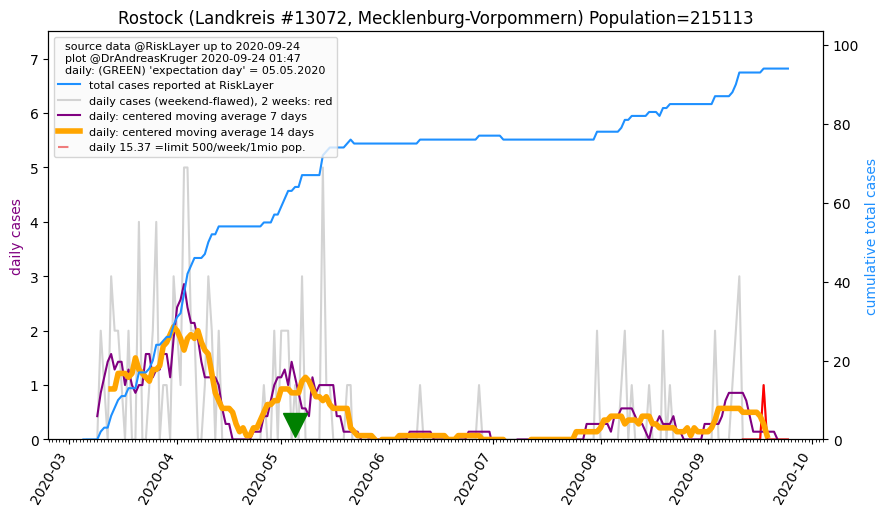 Rostock (Landkreis #13072, Mecklenburg-Vorpommern) Population=215113
source data @RiskLayer up to 2020-09-24
plot @DrAndreasKruger 2020-09-24 01:47
daily: (GREEN) 'expectation day' = 05.05.2020
total cases reported at RiskLayer
daily cases (weekend-flawed), 2 weeks: red
daily: centered moving average 7 days
daily: centered moving average 14 days
daily 15.37 =limit 500/week/1mio pop.
daily cases
7
6
5
4
3
2
1
0
100
80
60
40
20
0
cumulative total cases
2020-03
2020-04
2020-05
2020-06
2020-07
2020-08
2020-09
2020-10